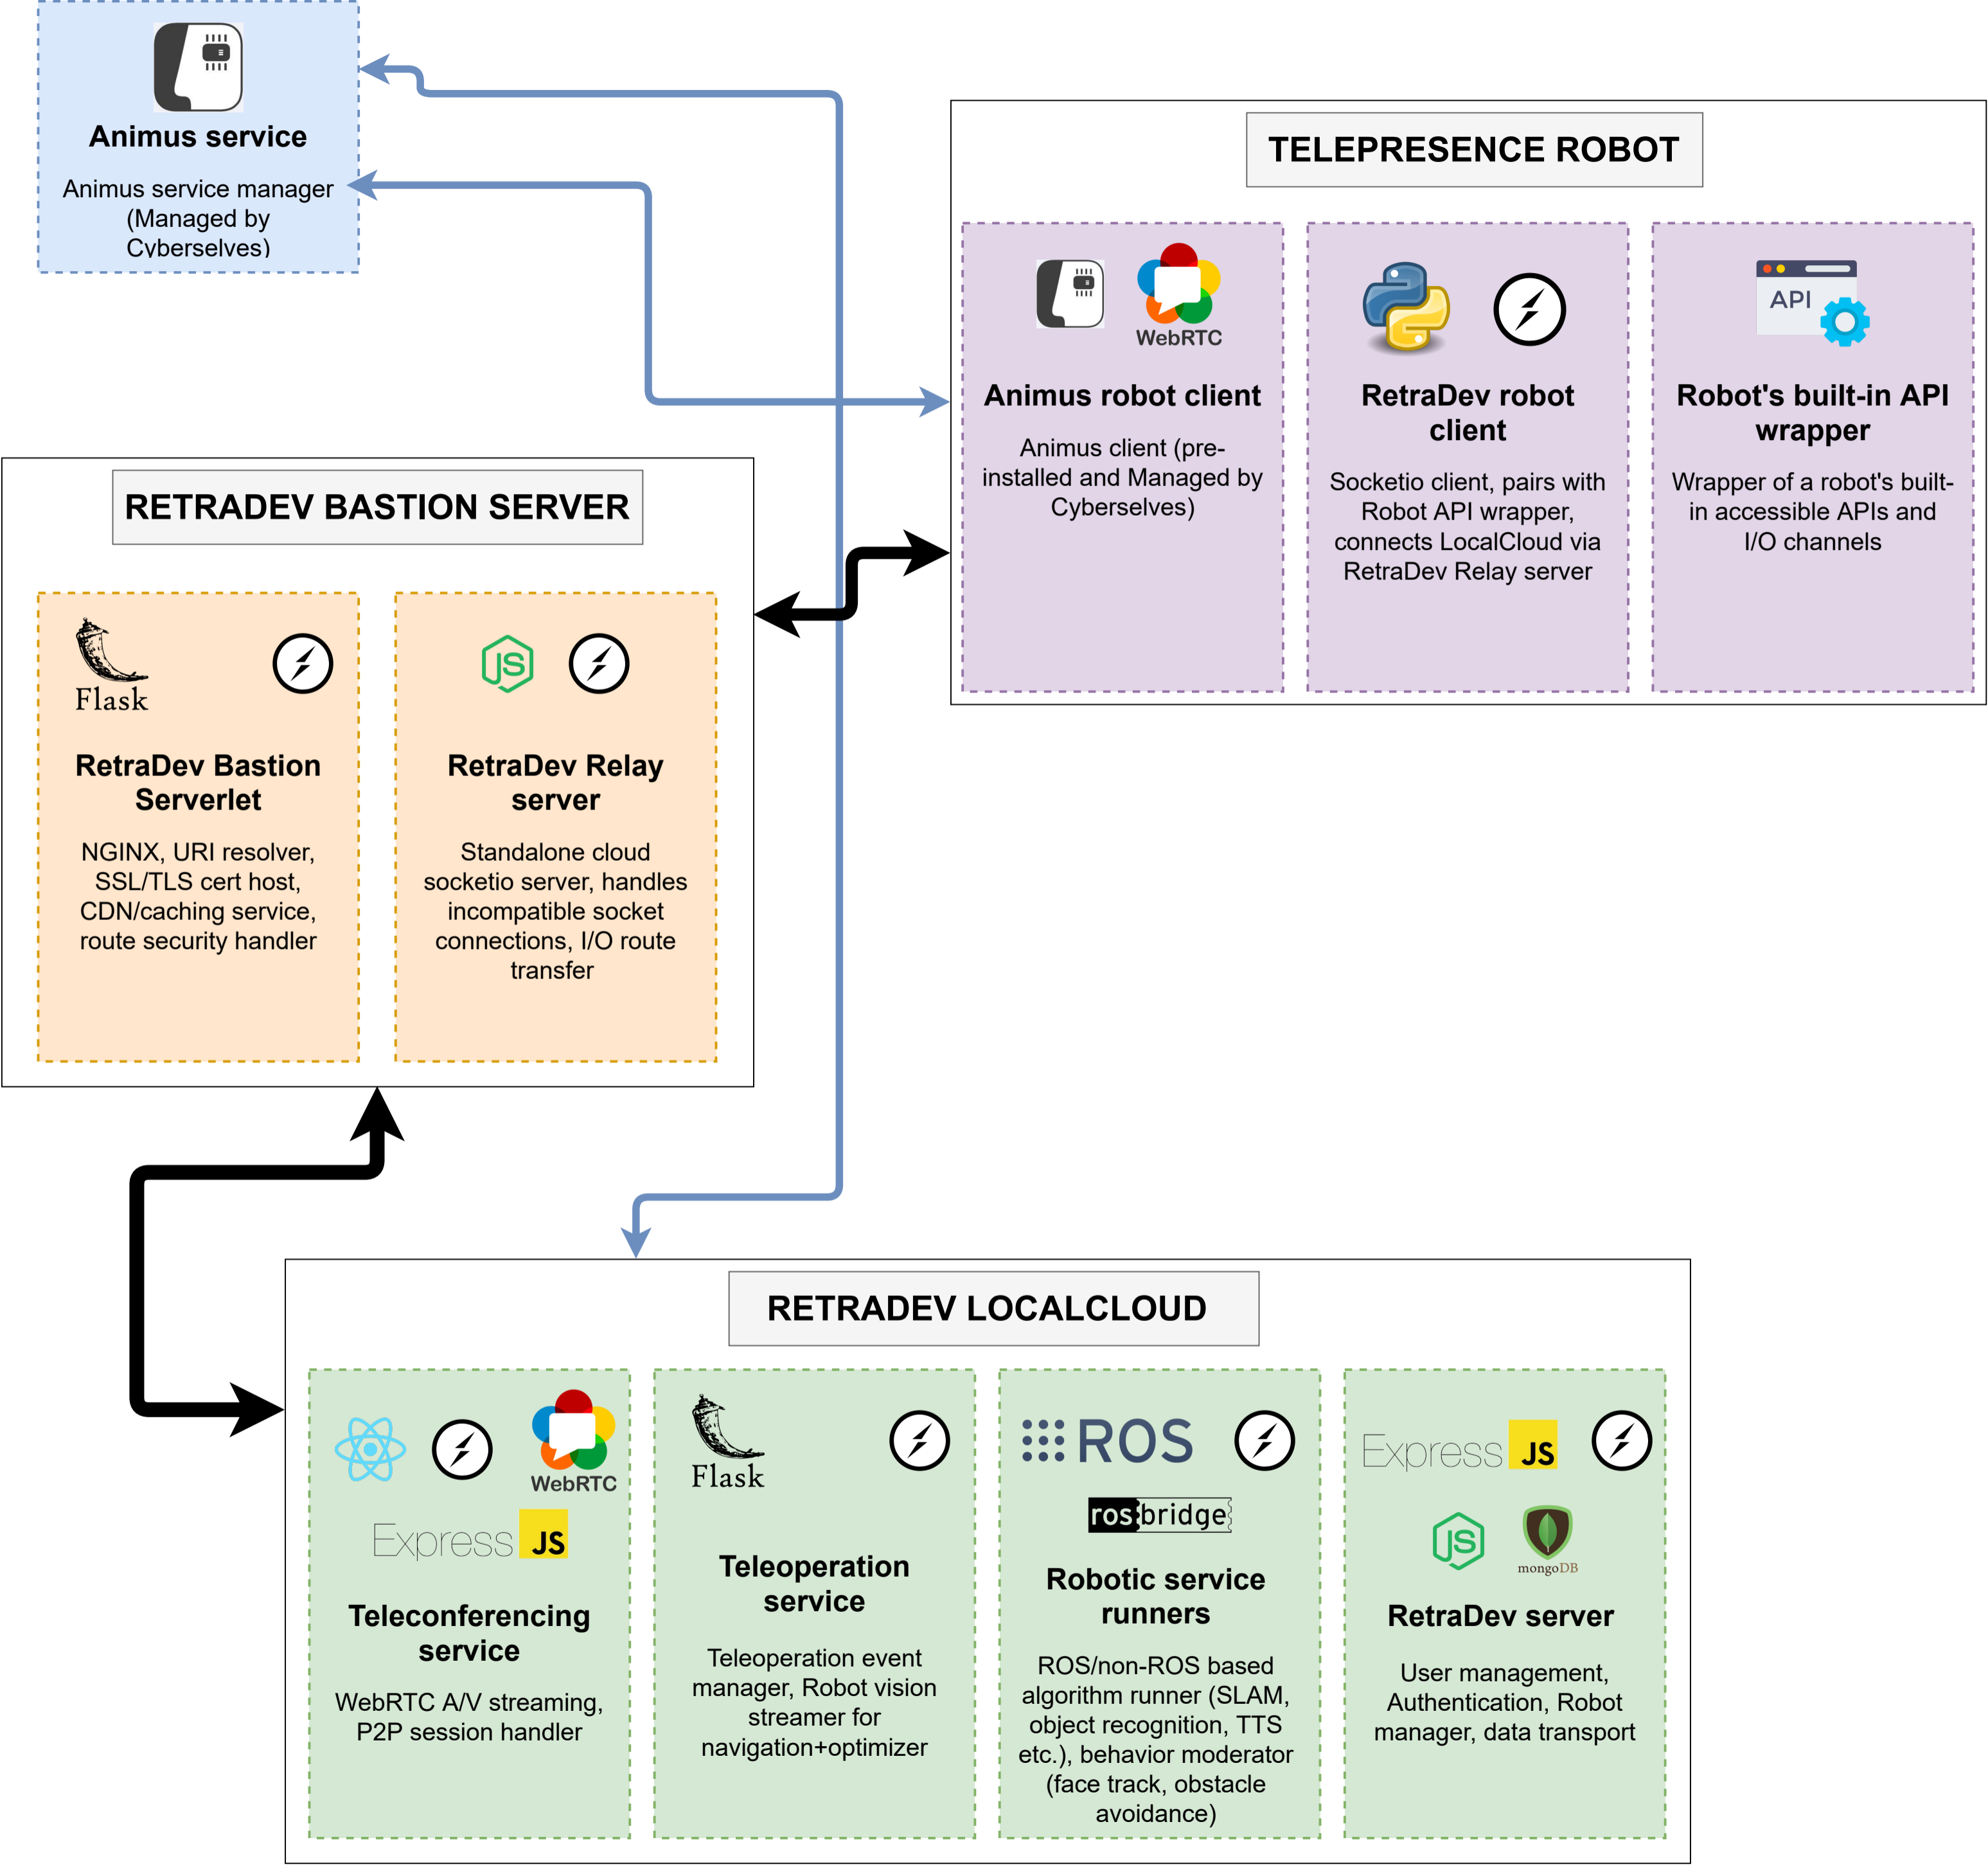 Animus service
Animus service manager
(Managed by
Cyberselves)
TELEPRESENCE ROBOT
WebRTC
Animus robot client
Animus client (pre-
installed and Managed by
Cyberselves)
RetraDev robot
client
Socketio client, pairs with
Robot API wrapper,
connects LocalCloud via
RetraDev Relay server
API
Robot's built-in API
wrapper
Wrapper of a robot's built-
in accessible APIs and
I/O channels
RETRADEV BASTION SERVER
Flask
RetraDev Bastion
Serverlet
NGINX, URI resolver,
SSL/TLS cert host,
CDN/caching service,
route security handler
JS
RetraDev Relay
server
Standalone cloud
socketio server, handles
incompatible socket
connections, I/O route
transfer
RETRADEV LOCALCLOUD
WebRTC
Express JS
Teleconferencing
service
WebRTC A/V streaming,
P2P session handler
Flask
Teleoperation
service
Teleoperation event
manager, Robot vision
streamer for
navigation+optimizer
ROS
rosbridge
Robotic service
runners
ROS/non-ROS based
algorithm runner (SLAM,
object recognition, TTS
etc.), behavior moderator
(face track, obstacle
avoidance)
Express JS
JS
mongoDB
RetraDev server
User management,
Authentication, Robot
manager, data transport